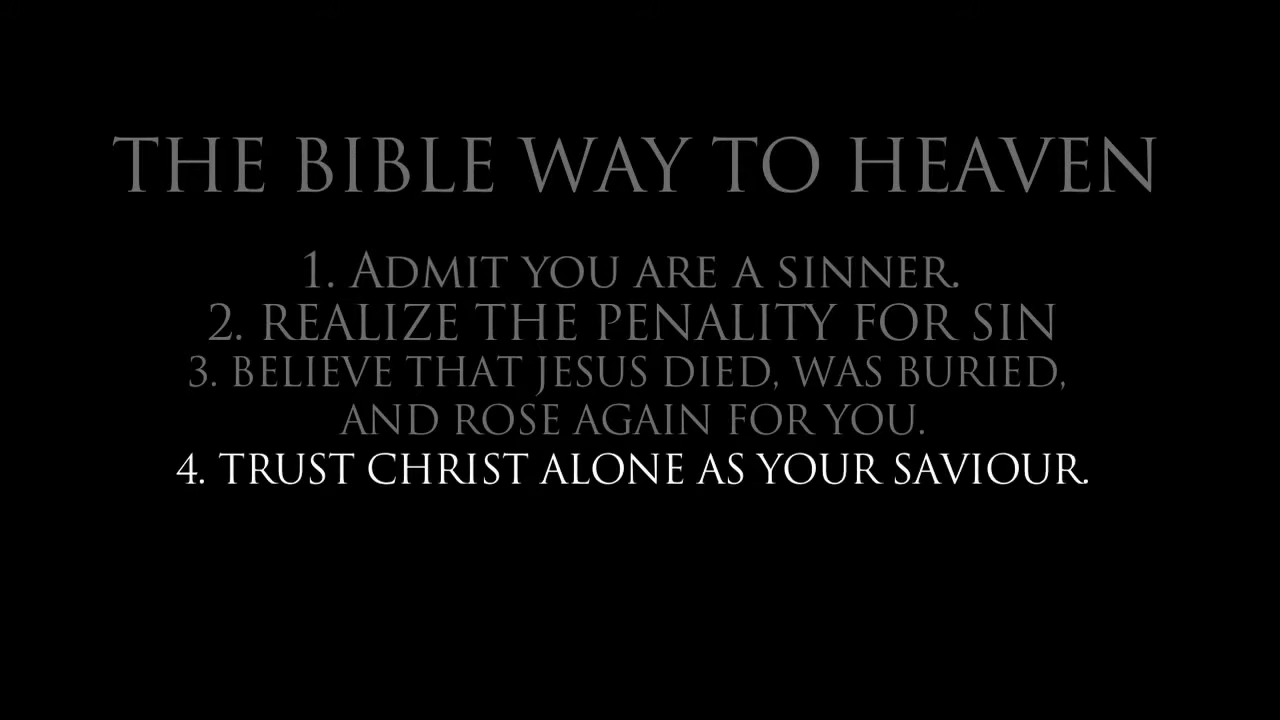 THE BIBLE WAY TO HEAVEN
1. ADMIT YOU ARE A SINNER.
2. REALIZE THE PENALITY FOR SIN
3. BELIEVE THAT JESUS DIED, WAS BURIED,
AND ROSE AGAIN FOR YOU.
4. TRUST CHRIST ALONE AS YOUR SAVIOUR.